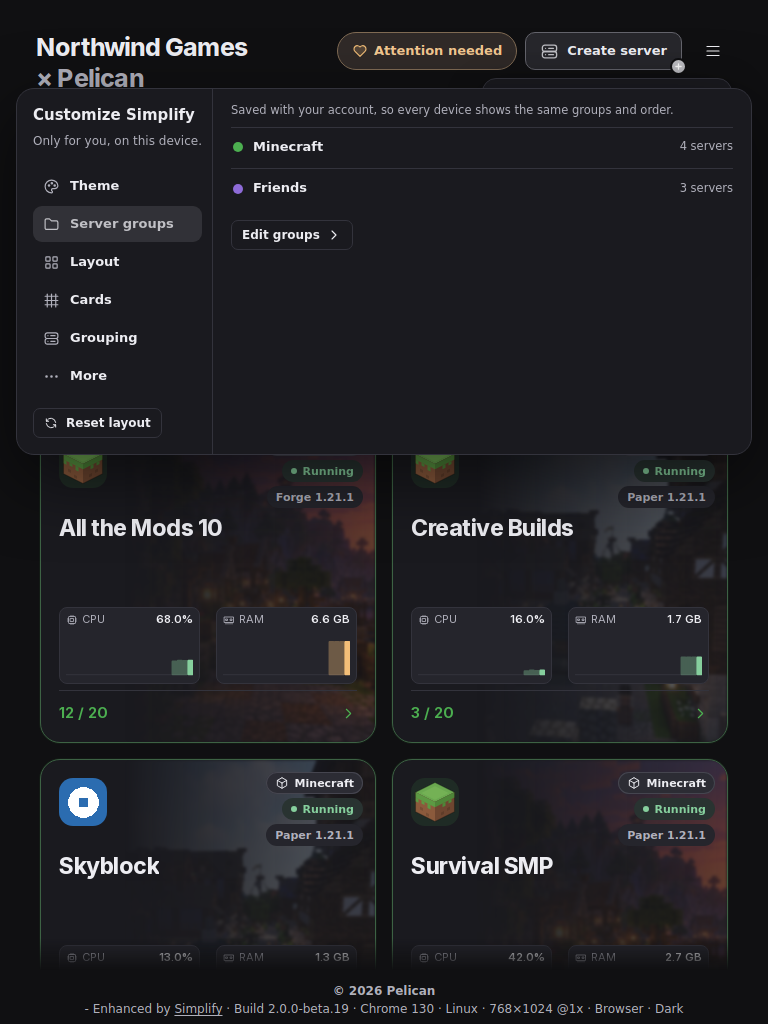 Northwind Games
× Pelican
Attention needed
Create server
Customize Simplify
Only for you, on this device.
Theme
Server groups
Layout
Cards
Grouping
More
Reset layout
Saved with your account, so every device shows the same groups and order.
Minecraft
4 servers
Friends
3 servers
Edit groups
Running
Forge 1.21.1
All the Mods 10
CPU
68.0%
RAM
6.6 GB
12 / 20
Running
Paper 1.21.1
Creative Builds
CPU
16.0%
RAM
1.7 GB
3 / 20
Minecraft
Running
Paper 1.21.1
Skyblock
CPU
13.0%
RAM
1.3 GB
Minecraft
Running
Paper 1.21.1
Survival SMP
CPU
42.0%
RAM
2.7 GB
© 2026 Pelican
- Enhanced by Simplify · Build 2.0.0-beta.19 · Chrome 130 · Linux · 768×1024 @1x · Browser · Dark